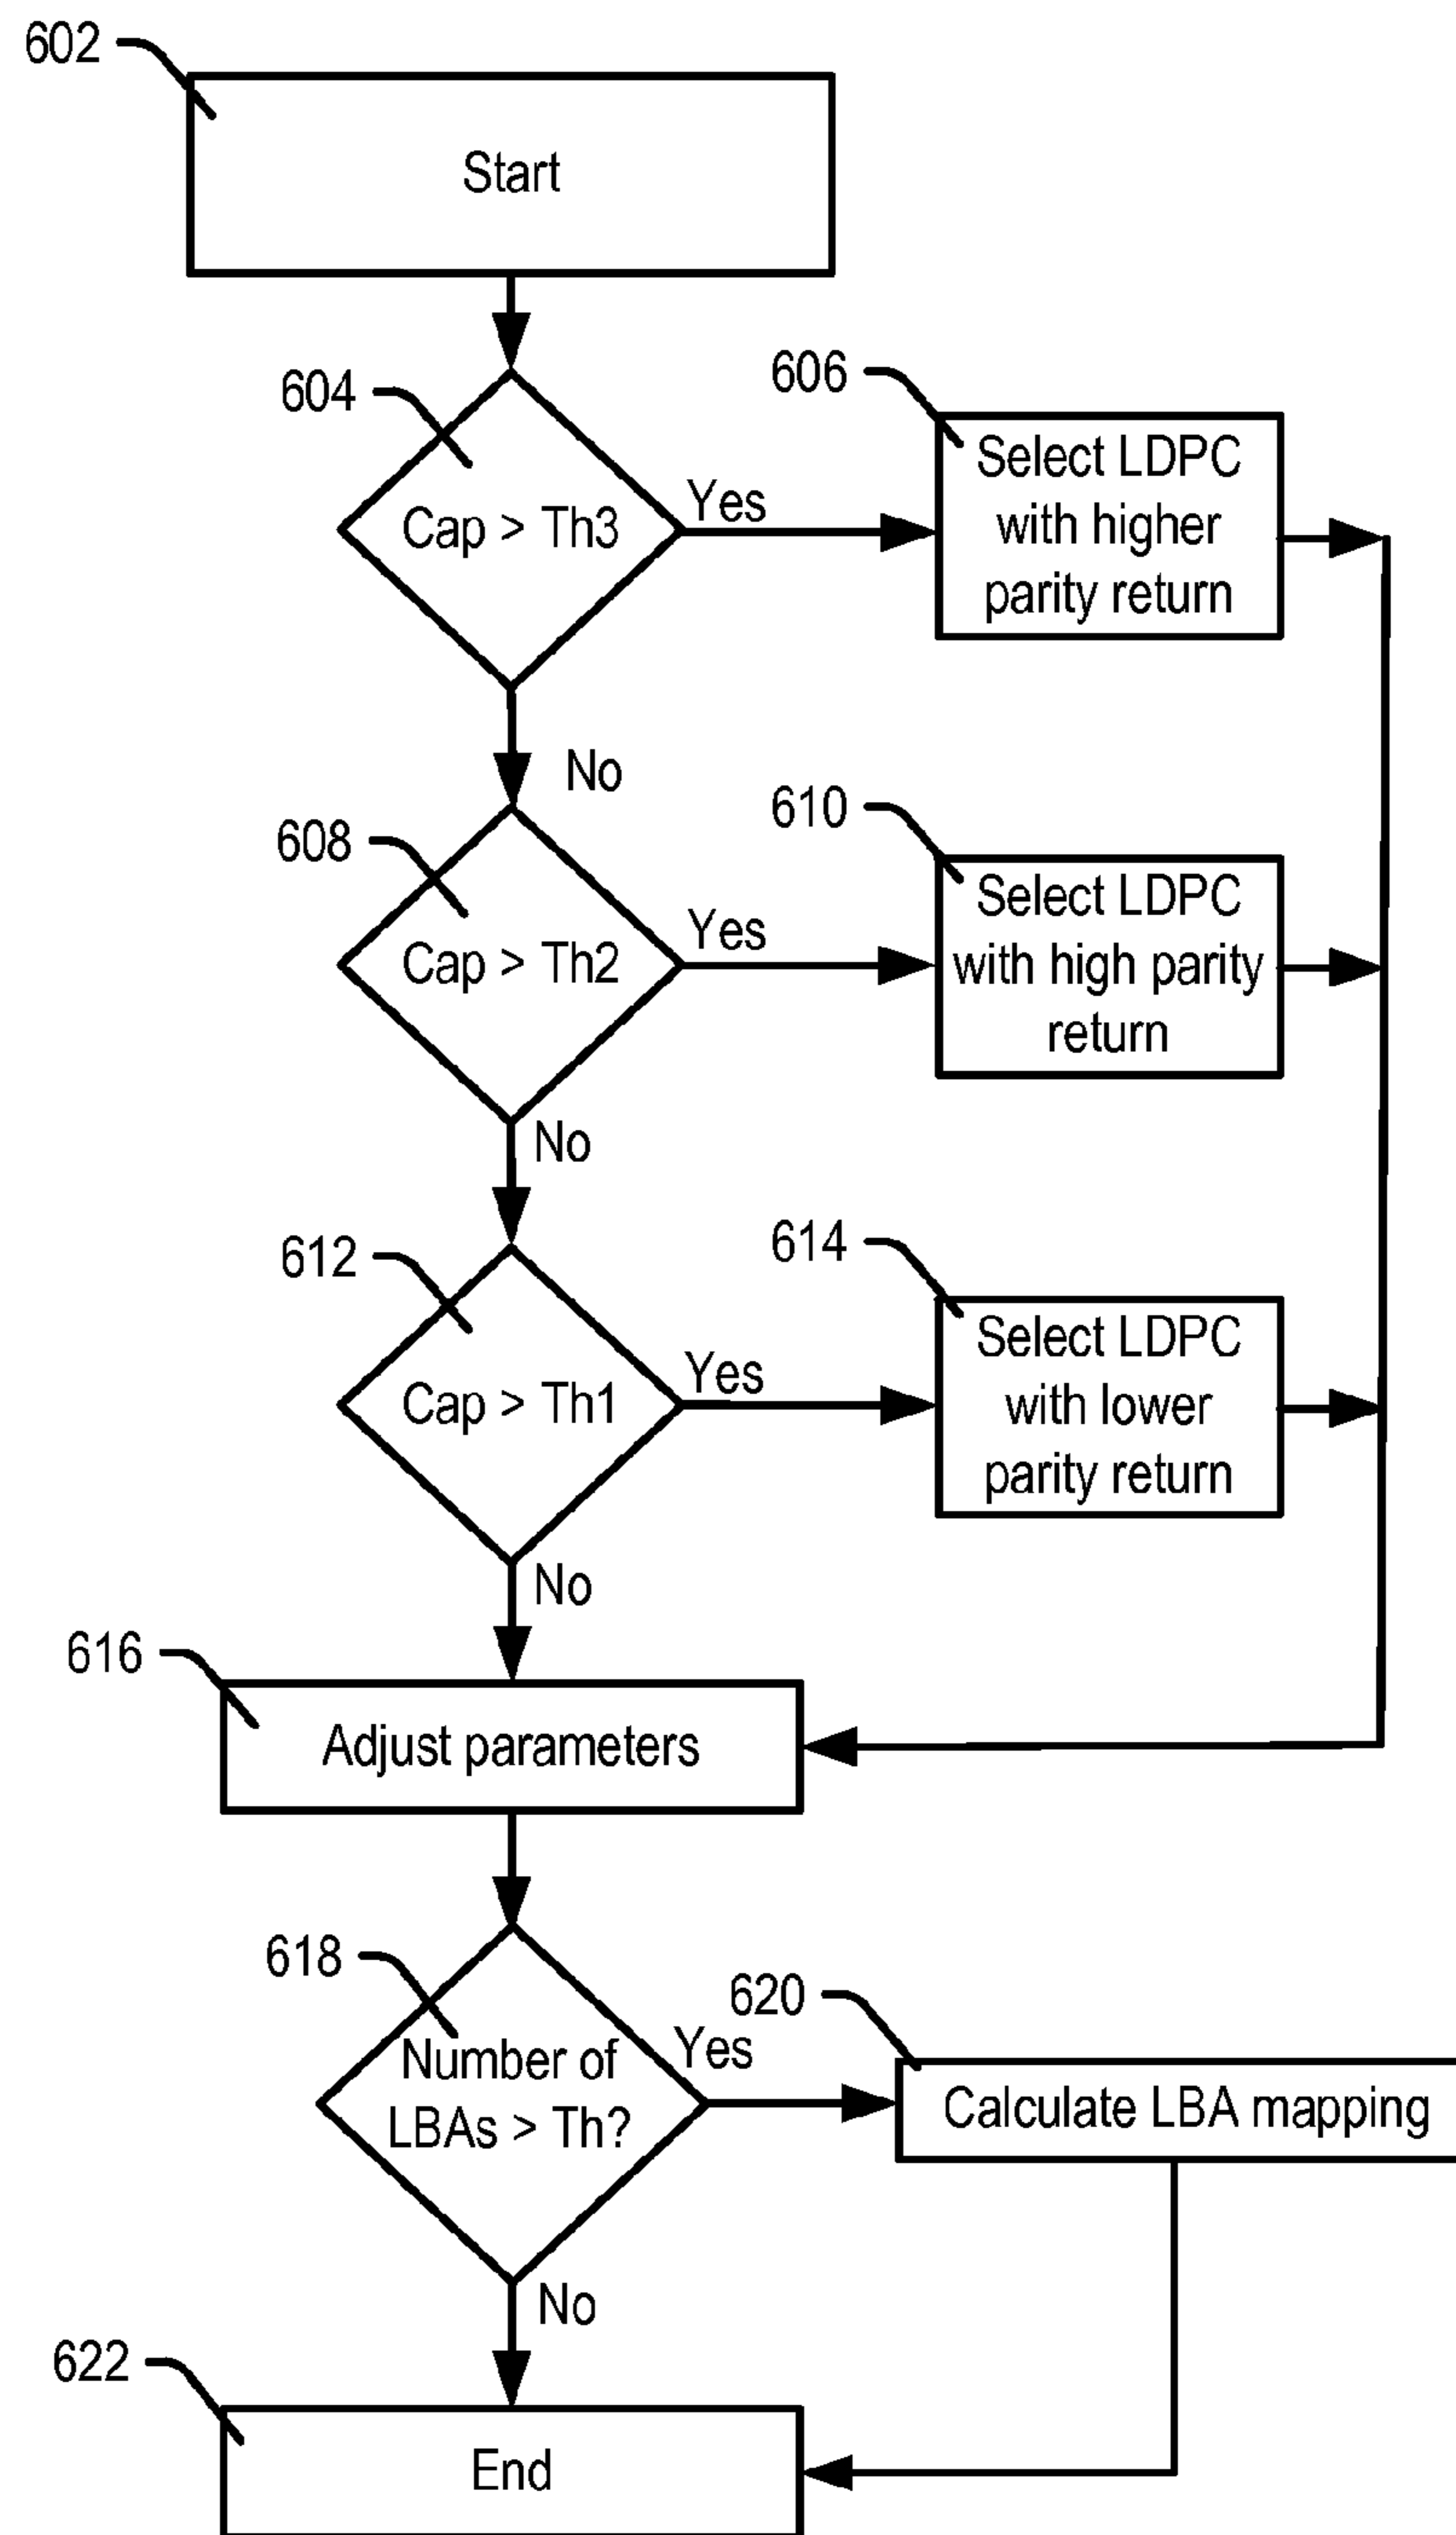 602
Start
604
Cap > Th3
Yes
606
Select LDPC
with higher
parity return
No
608
Cap > Th2
Yes
610
Select LDPC
with high parity
return
No
612
Cap > Th1
Yes
614
Select LDPC
with lower
parity return
No
616
Adjust parameters
618
Number of
LBAs > Th?
Yes
620
Calculate LBA mapping
No
622
End